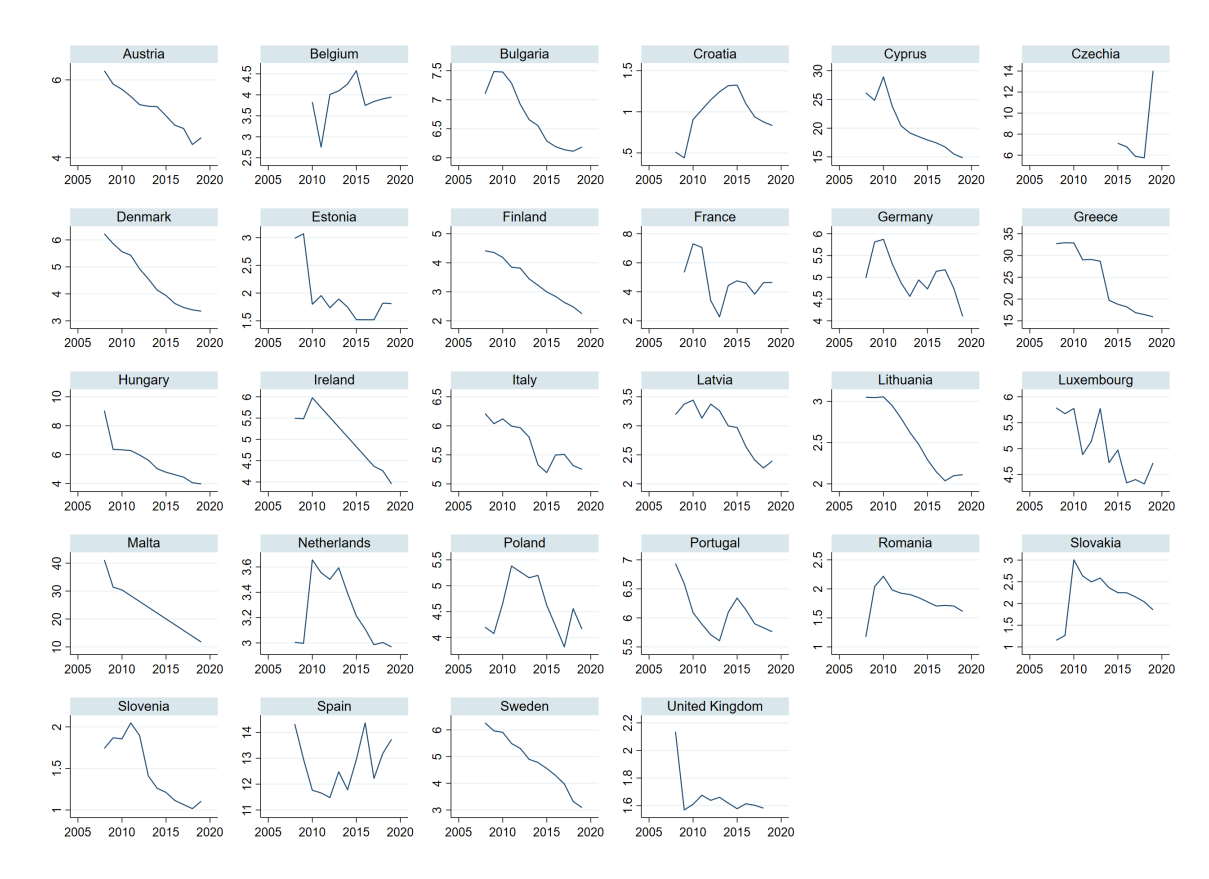 Austria Belgium Bulgaria Croatia Cyprus Czechia
4 6
2.5 3 3.5 4 4.5
6 6.5 7 7.5
.5 1 1.5
15 20 25 30
6 8 10 12 14
2005 2010 2015 2020 2005 2010 2015 2020 2005 2010 2015 2020 2005 2010 2015 2020 2005 2010 2015 2020 2005 2010 2015 2020
Denmark Estonia Finland France Germany Greece
3 4 5 6
1.5 2 2.5 3
2 3 4 5
2 4 6 8
4 4.5 5 5.5 6
15 20 25 30 35
2005 2010 2015 2020 2005 2010 2015 2020 2005 2010 2015 2020 2005 2010 2015 2020 2005 2010 2015 2020 2005 2010 2015 2020
Hungary Ireland Italy Latvia Lithuania Luxembourg
4 6 8 10
4 4.5 5 5.5 6
5 5.5 6 6.5
2 2.5 3 3.5
2 2.5 3
4.5 5 5.5 6
2005 2010 2015 2020 2005 2010 2015 2020 2005 2010 2015 2020 2005 2010 2015 2020 2005 2010 2015 2020 2005 2010 2015 2020
Malta Netherlands Poland Portugal Romania Slovakia
10 20 30 40
3 3.2 3.4 3.6
4 4.5 5 5.5
5.5 6 6.5 7
1 1.5 2 2.5
1 1.5 2 2.5 3
2005 2010 2015 2020 2005 2010 2015 2020 2005 2010 2015 2020 2005 2010 2015 2020 2005 2010 2015 2020 2005 2010 2015 2020
Slovenia Spain Sweden United Kingdom
1 1.5 2
11 12 13 14
3 4 5 6
1.6 1.8 2 2.2
2005 2010 2015 2020 2005 2010 2015 2020 2005 2010 2015 2020 2005 2010 2015 2020